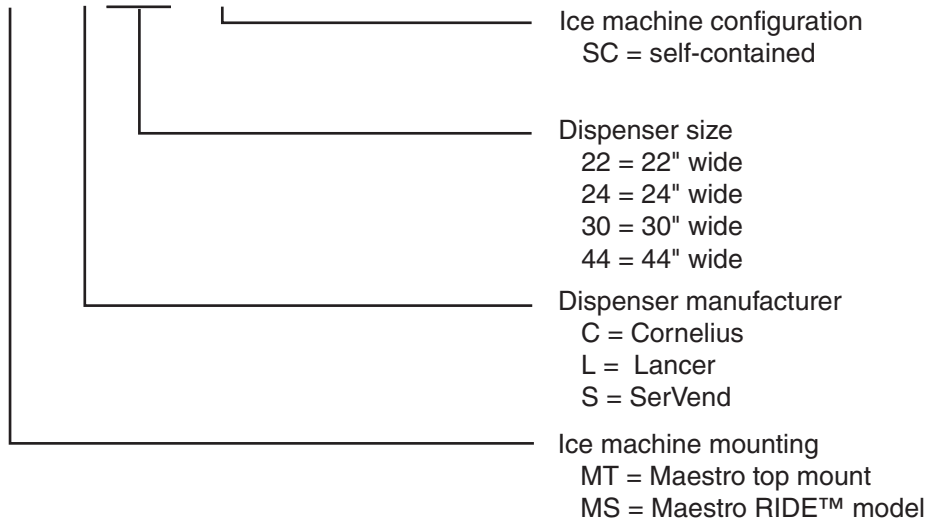 Ice machine configuration
SC = self-contained
Dispenser size
22 = 22" wide
24 = 24" wide
30 = 30" wide
44 = 44" wide
Dispenser manufacturer
C = Cornelius
L = Lancer
S = SerVend
Ice machine mounting
MT = Maestro top mount
MS = Maestro RIDE™ model